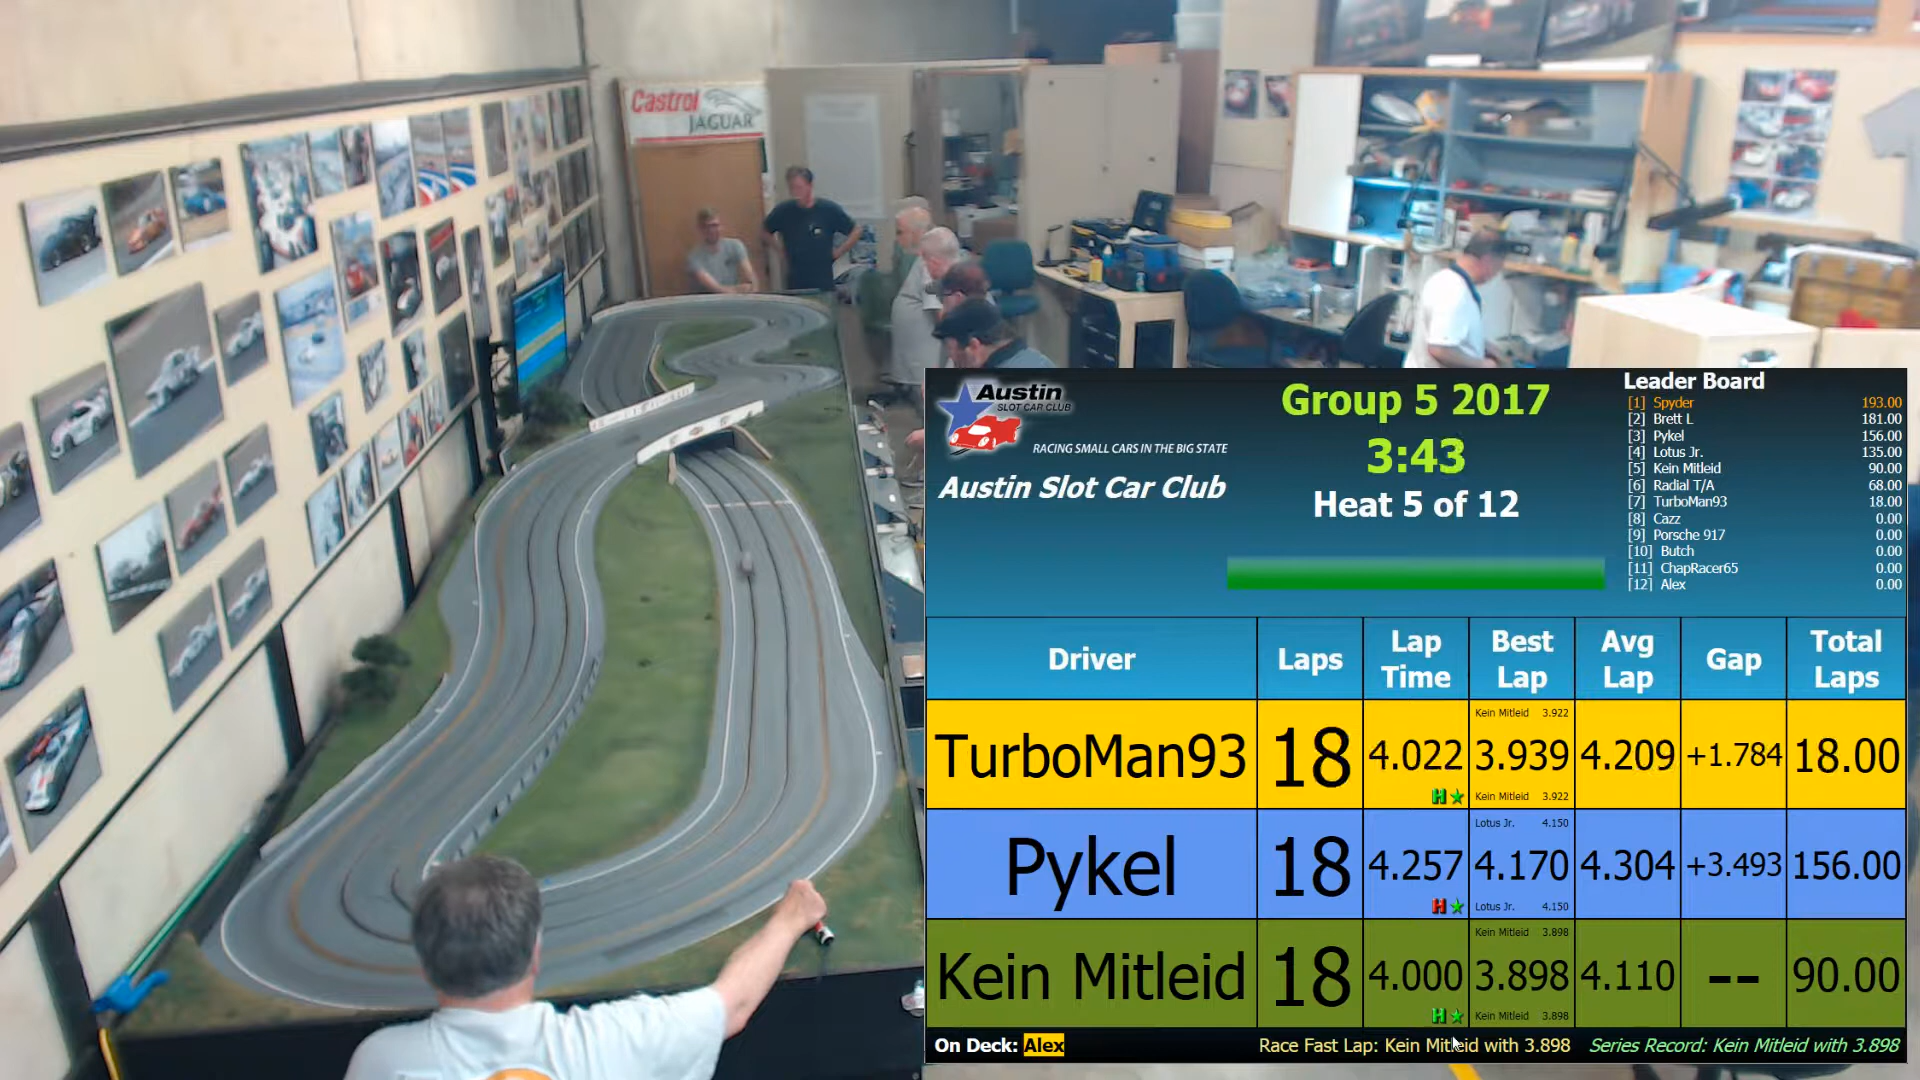 Castrol
JAGUAR
Austin
SLOT CAR CLUB
RACING SMALL CARS IN THE BIG STATE
Austin Slot Car Club
Group 5 2017
3:43
Heat 5 of 12
Leader Board
[1] Spyder 193.00
[2] Brett L 181.00
[3] Pykel 156.00
[4] Lotus Jr. 135.00
[5] Kein Mitleid 90.00
[6] Radial T/A 68.00
[7] TurboMan93 18.00
[8] Cazz 0.00
[9] Porsche 917 0.00
[10] Butch 0.00
[11] ChapRacer65 0.00
[12] Alex 0.00
Driver Laps Lap Time Best Lap Avg Lap Gap Total Laps
Kein Mitleid 3.922
TurboMan93 18 4.022 3.939 4.209 +1.784 18.00
H Kein Mitleid 3.922
Lotus Jr. 4.150
Pykel 18 4.257 4.170 4.304 +3.493 156.00
H Lotus Jr. 4.150
Kein Mitleid 3.898
Kein Mitleid 18 4.000 3.898 4.110 -- 90.00
H Kein Mitleid 3.898
On Deck: Alex Race Fast Lap: Kein Mitleid with 3.898 Series Record: Kein Mitleid with 3.898